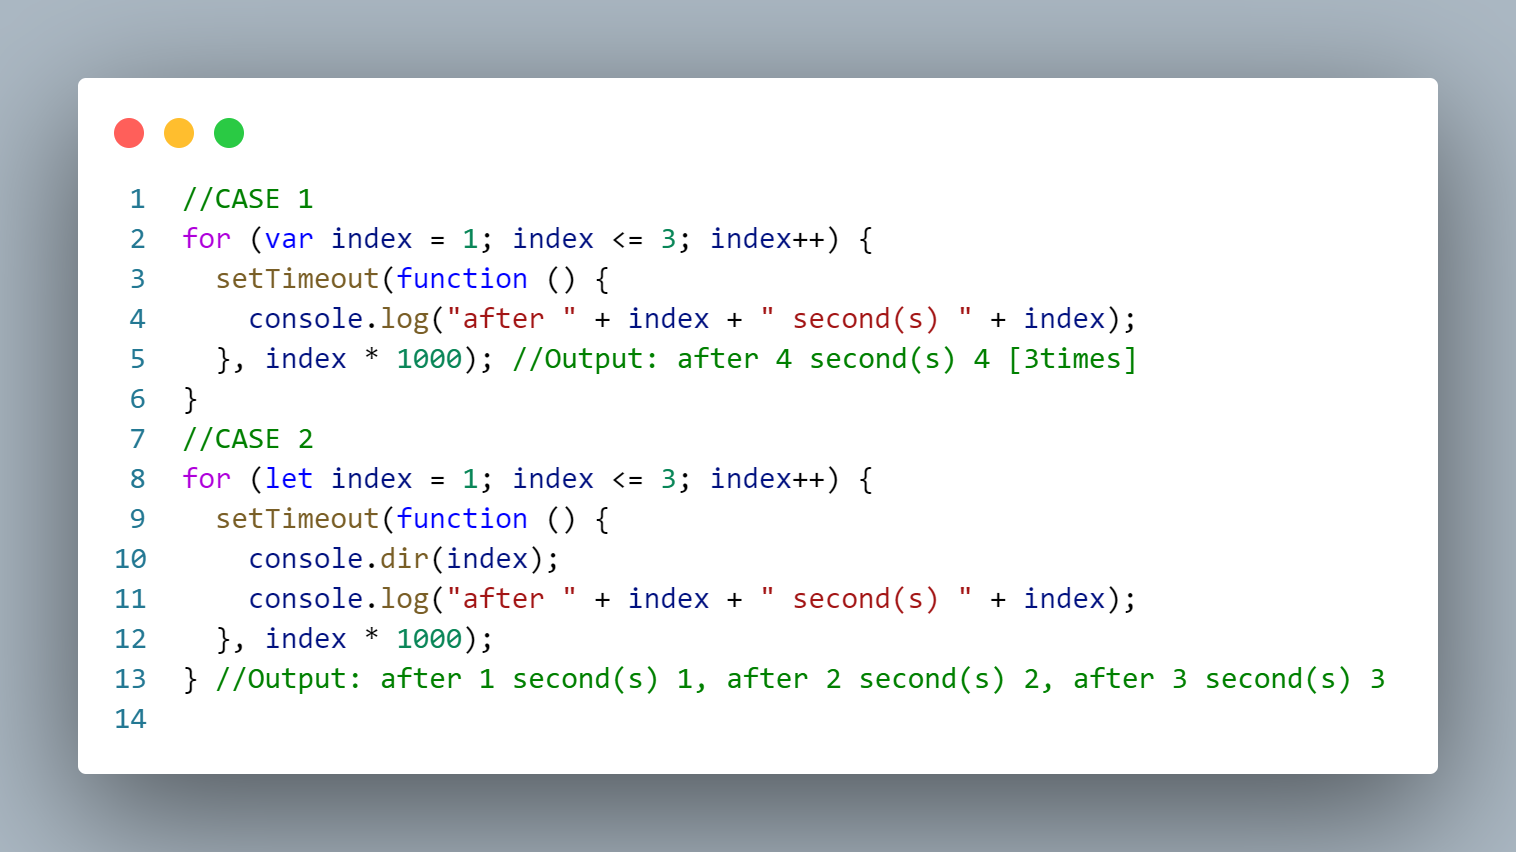 1 //CASE 1
2 for (var index = 1; index <= 3; index++) {
3   setTimeout(function () {
4     console.log("after " + index + " second(s) " + index);
5   }, index * 1000); //Output: after 4 second(s) 4 [3times]
6 }
7 //CASE 2
8 for (let index = 1; index <= 3; index++) {
9   setTimeout(function () {
10     console.dir(index);
11     console.log("after " + index + " second(s) " + index);
12   }, index * 1000);
13 } //Output: after 1 second(s) 1, after 2 second(s) 2, after 3 second(s) 3
14